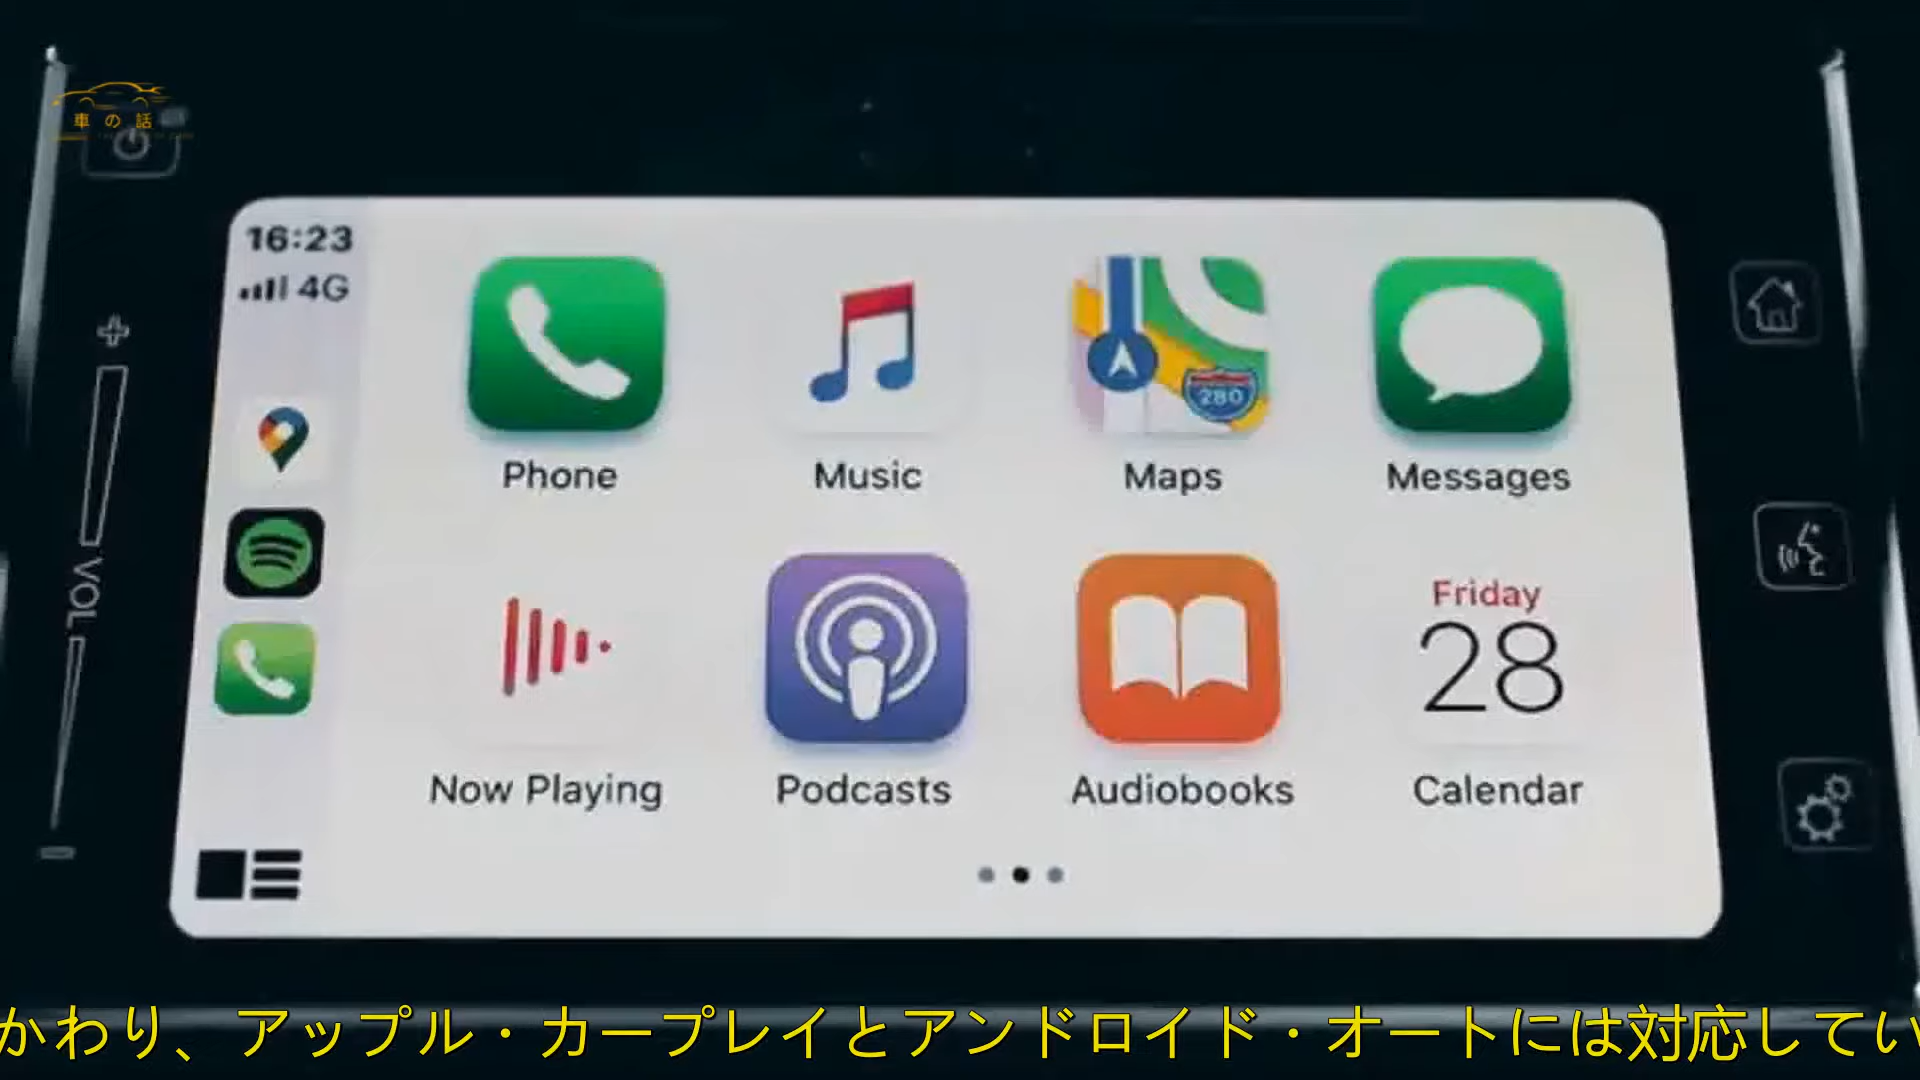 車の話
16:23
4G
VOL
Phone
Music
Maps
280
Messages
Now Playing
Podcasts
Audiobooks
Friday
28
Calendar
かわり、アップル・カープレイとアンドロイド・オートには対応してい